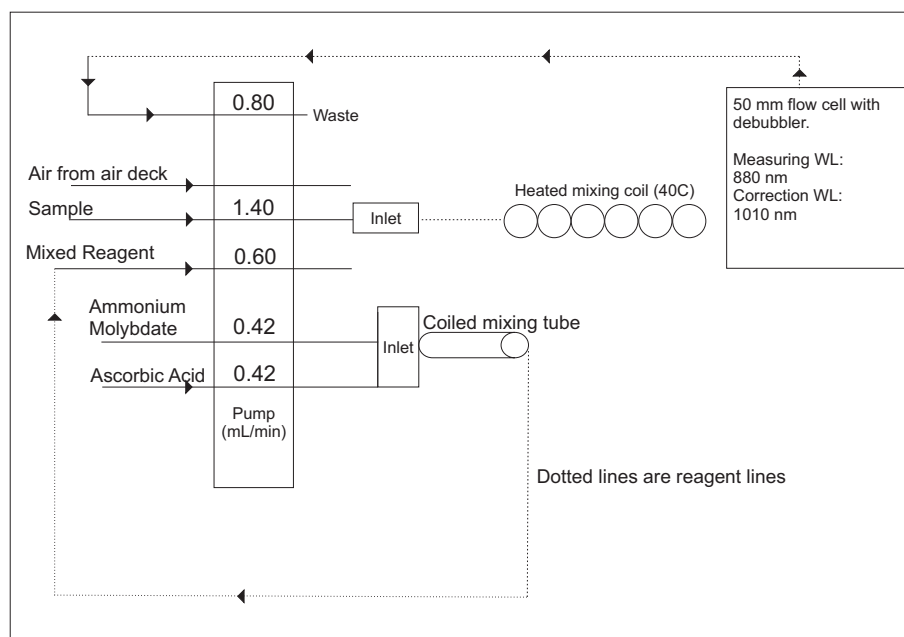 0.80
Waste
50 mm flow cell with
debubbler.
Measuring WL:
880 nm
Correction WL:
1010 nm
Air from air deck
Sample
1.40
Inlet
Heated mixing coil (40C)
Mixed Reagent
0.60
Ammonium
Molybdate
0.42
Inlet
Coiled mixing tube
Ascorbic Acid
0.42
Pump
(mL/min)
Dotted lines are reagent lines